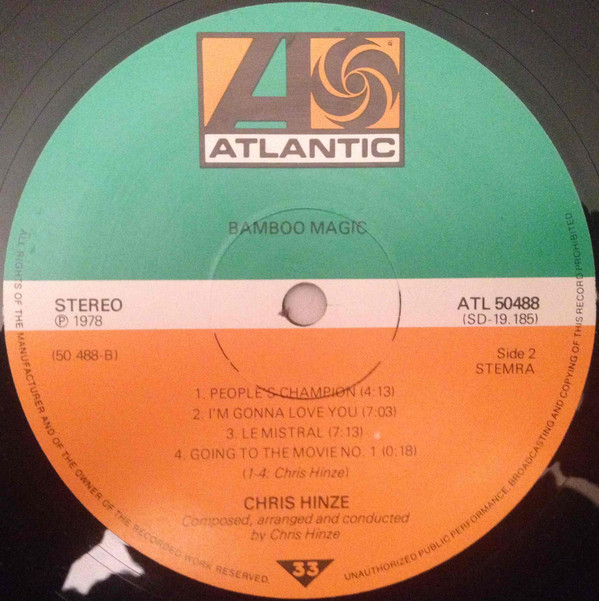 ATLANTIC
BAMBOO MAGIC
STEREO
Ⓟ 1978
ATL 50488
(SD-19.185)
(50 488-B)
Side 2
STEMRA
1. PEOPLE'S CHAMPION (4:13)
2. I'M GONNA LOVE YOU (7:03)
3. LE MISTRAL (7:13)
4. GOING TO THE MOVIE NO. 1 (0:18)
(1-4: Chris Hinze)
CHRIS HINZE
Composed, arranged and conducted
by Chris Hinze
33
ALL RIGHTS OF THE MANUFACTURER AND OF THE OWNER OF THE RECORDED WORK RESERVED.
UNAUTHORIZED PUBLIC PERFORMANCE, BROADCASTING AND COPYING OF THIS RECORD PROHIBITED